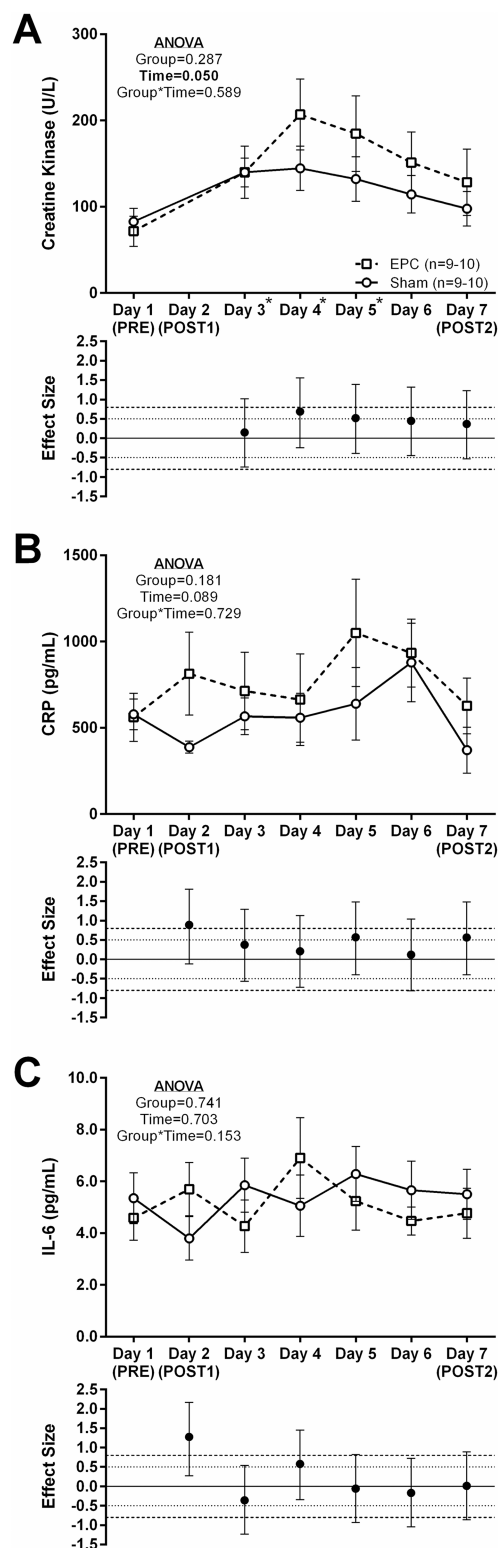 A
300
200
100
0
Creatine Kinase (U/L)
ANOVA
Group=0.287
Time=0.050
Group*Time=0.589
EPC (n=9-10)
Sham (n=9-10)
Day 1 Day 2 Day 3* Day 4* Day 5* Day 6 Day 7
(PRE) (POST1) (POST2)
2.5
2.0
1.5
1.0
0.5
0.0
-0.5
-1.0
-1.5
Effect Size
B
1500
1000
500
0
CRP (pg/mL)
ANOVA
Group=0.181
Time=0.089
Group*Time=0.729
Day 1 Day 2 Day 3 Day 4 Day 5 Day 6 Day 7
(PRE) (POST1) (POST2)
2.5
2.0
1.5
1.0
0.5
0.0
-0.5
-1.0
-1.5
Effect Size
C
10.0
8.0
6.0
4.0
2.0
0.0
IL-6 (pg/mL)
ANOVA
Group=0.741
Time=0.703
Group*Time=0.153
Day 1 Day 2 Day 3 Day 4 Day 5 Day 6 Day 7
(PRE) (POST1) (POST2)
2.5
2.0
1.5
1.0
0.5
0.0
-0.5
-1.0
-1.5
Effect Size